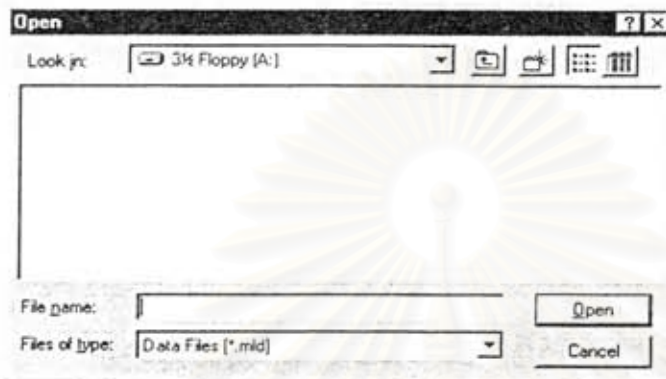 Open
Look in: 3½ Floppy (A:)
File name:
Files of type: Data Files (*.mld)
Open
Cancel